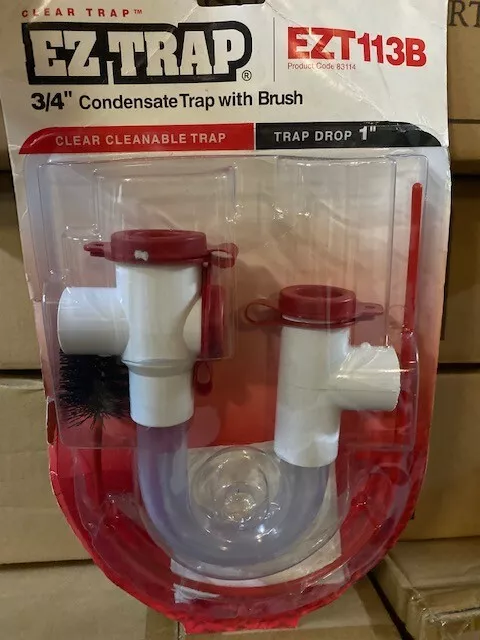 CLEAR TRAP™
EZ TRAP®
EZT113B
Product Code 83114
3/4" Condensate Trap with Brush
CLEAR CLEANABLE TRAP
TRAP DROP 1"
RT